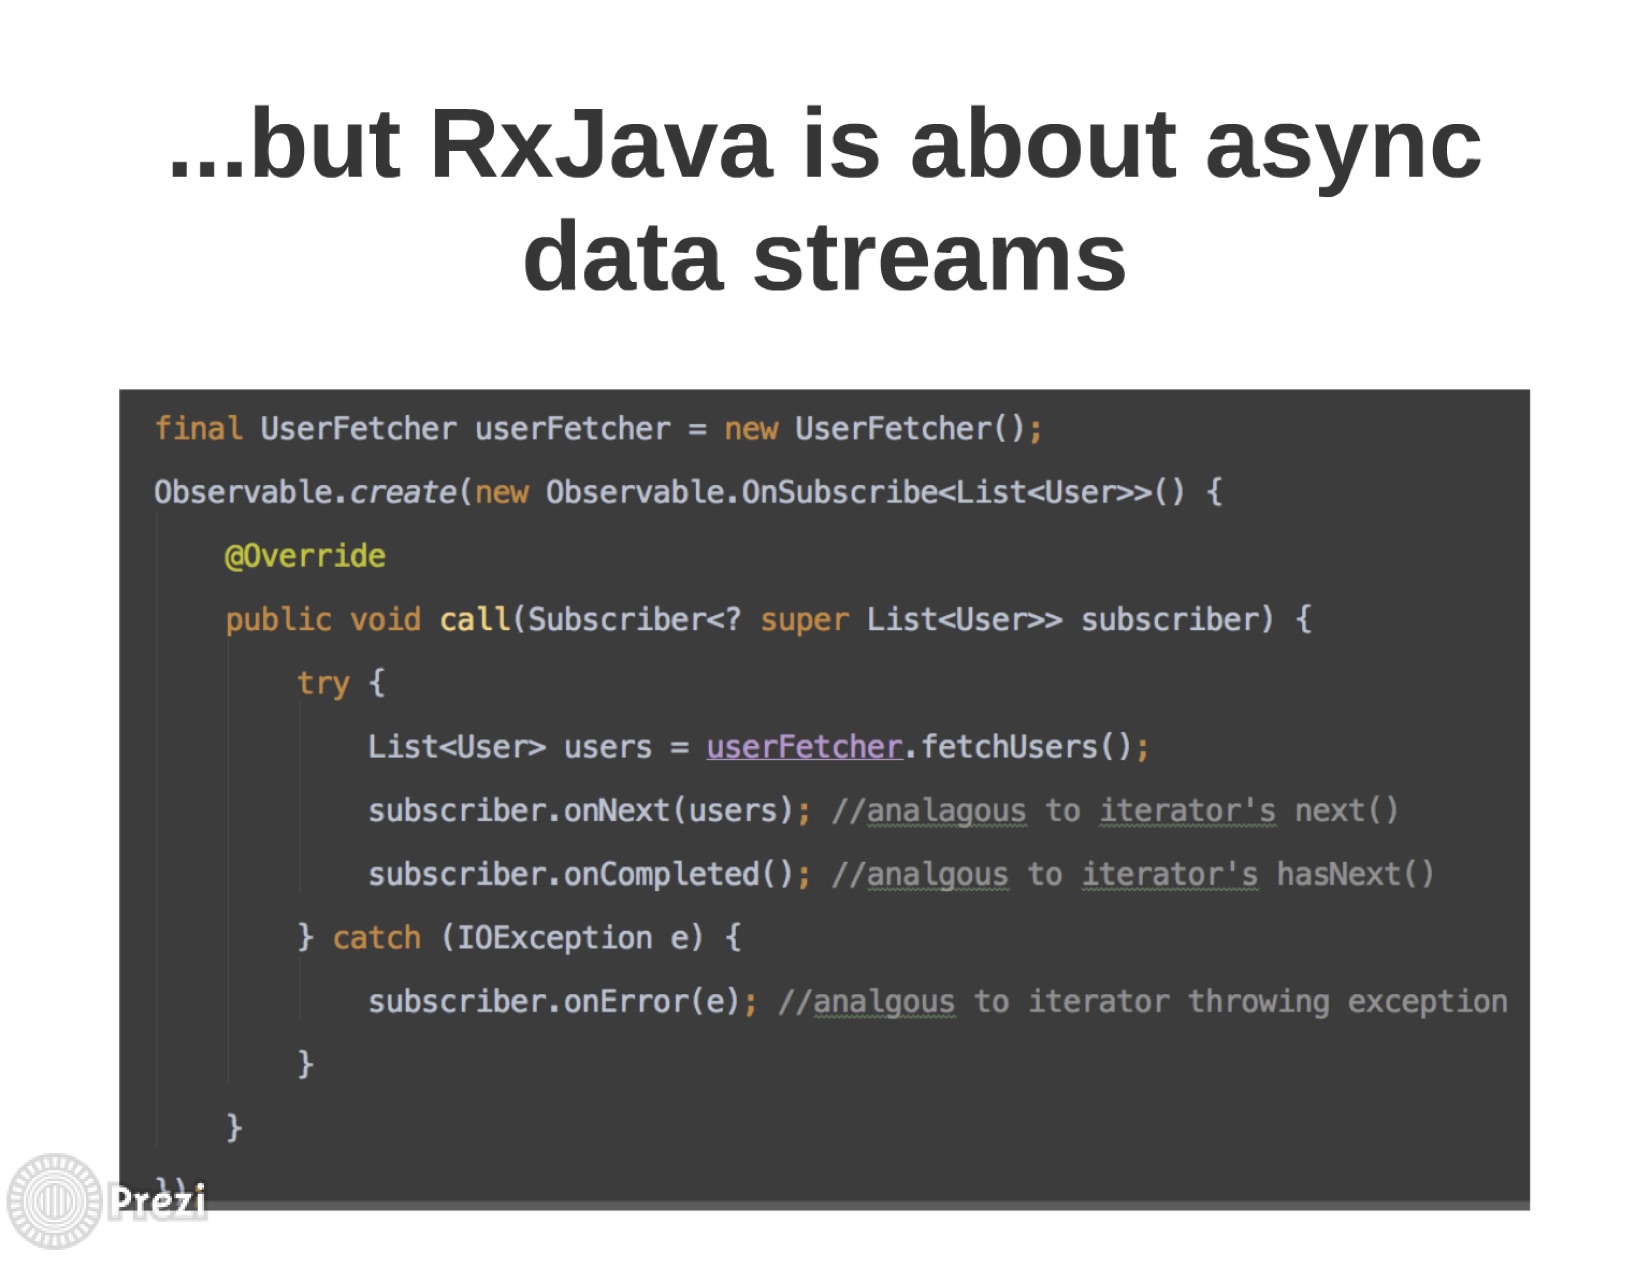 ...but RxJava is about async
data streams
final UserFetcher userFetcher = new UserFetcher();
Observable.create(new Observable.OnSubscribe<List<User>>() {
@Override
public void call(Subscriber<? super List<User>> subscriber) {
try {
List<User> users = userFetcher.fetchUsers();
subscriber.onNext(users); //analagous to iterator's next()
subscriber.onCompleted(); //analgous to iterator's hasNext()
} catch (IOException e) {
subscriber.onError(e); //analgous to iterator throwing exception
}
}
});
Prezi